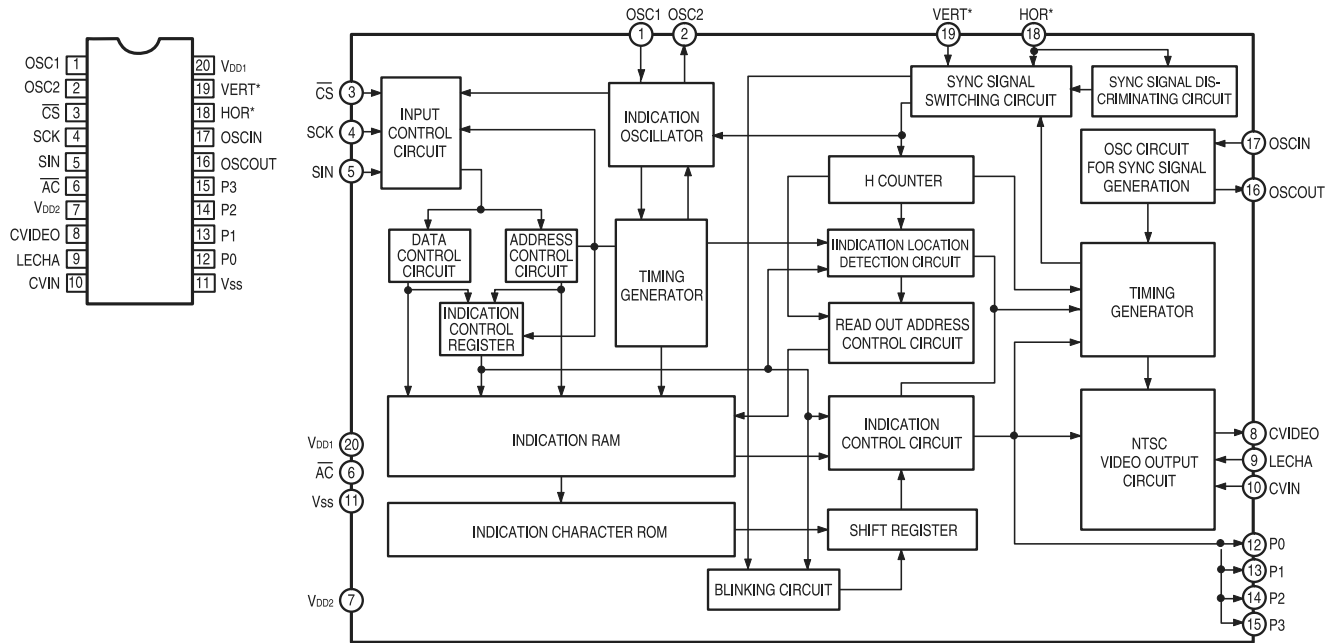 OSC1 1
OSC2 2
CS 3
SCK 4
SIN 5
AC 6
VDD2 7
CVIDEO 8
LECHA 9
CVIN 10
20 VDD1
19 VERT*
18 HOR*
17 OSCIN
16 OSCOUT
15 P3
14 P2
13 P1
12 P0
11 Vss
OSC1 OSC2
1 2
VERT* HOR*
19 18
CS 3
SCK 4
SIN 5
INPUT
CONTROL
CIRCUIT
INDICATION
OSCILLATOR
SYNC SIGNAL
SWITCHING CIRCUIT
SYNC SIGNAL DIS-
CRIMINATING CIRCUIT
OSC CIRCUIT
FOR SYNC SIGNAL
GENERATION
17 OSCIN
16 OSCOUT
H COUNTER
DATA
CONTROL
CIRCUIT
ADDRESS
CONTROL
CIRCUIT
TIMING
GENERATOR
IINDICATION LOCATION
DETECTION CIRCUIT
TIMING
GENERATOR
INDICATION
CONTROL
REGISTER
READ OUT ADDRESS
CONTROL CIRCUIT
INDICATION RAM
INDICATION
CONTROL CIRCUIT
NTSC
VIDEO OUTPUT
CIRCUIT
8 CVIDEO
9 LECHA
10 CVIN
VDD1 20
AC 6
Vss 11
INDICATION CHARACTER ROM
SHIFT REGISTER
BLINKING CIRCUIT
VDD2 7
12 P0
13 P1
14 P2
15 P3